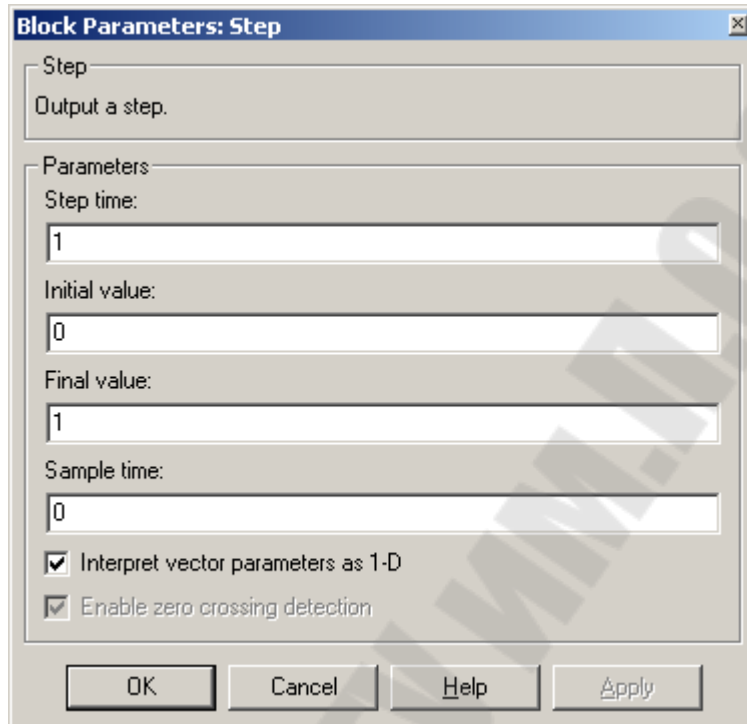 Block Parameters: Step
Step
Output a step.
Parameters
Step time:
1
Initial value:
0
Final value:
1
Sample time:
0
Interpret vector parameters as 1-D
Enable zero crossing detection
OK Cancel Help Apply
им.П.О